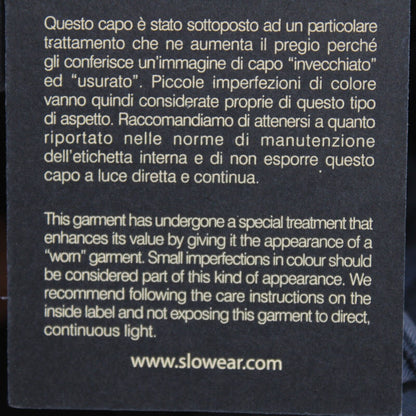 Questo capo è stato sottoposto ad un particolare
trattamento che ne aumenta il pregio perché
gli conferisce un'immagine di capo “invecchiato”
ed “usurato”. Piccole imperfezioni di colore
vanno quindi considerate proprie di questo tipo
di aspetto. Raccomandiamo di attenersi a quanto
riportato nelle norme di manutenzione
dell'etichetta interna e di non esporre questo
capo a luce diretta e continua.
This garment has undergone a special treatment that
enhances its value by giving it the appearance of a
“worn” garment. Small imperfections in colour should
be considered part of this kind of appearance. We
recommend following the care instructions on the
inside label and not exposing this garment to direct,
continuous light.
www.slowear.com